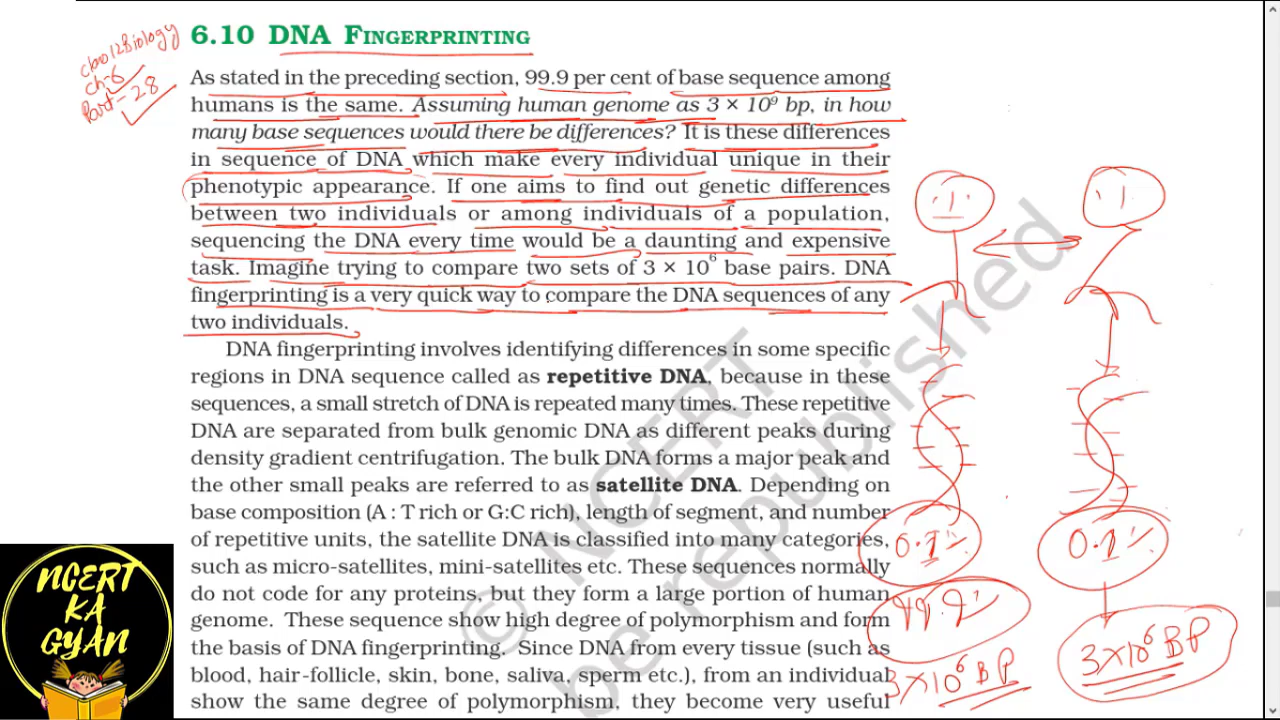 6.10 DNA FINGERPRINTING
class 12 Biology
ch-6
Part-28
As stated in the preceding section, 99.9 per cent of base sequence among
humans is the same. Assuming human genome as 3 × 10⁹ bp, in how
many base sequences would there be differences? It is these differences
in sequence of DNA which make every individual unique in their
phenotypic appearance. If one aims to find out genetic differences
between two individuals or among individuals of a population,
sequencing the DNA every time would be a daunting and expensive
task. Imagine trying to compare two sets of 3 × 10⁶ base pairs. DNA
fingerprinting is a very quick way to compare the DNA sequences of any
two individuals.
DNA fingerprinting involves identifying differences in some specific
regions in DNA sequence called as repetitive DNA, because in these
sequences, a small stretch of DNA is repeated many times. These repetitive
DNA are separated from bulk genomic DNA as different peaks during
density gradient centrifugation. The bulk DNA forms a major peak and
the other small peaks are referred to as satellite DNA. Depending on
base composition (A : T rich or G:C rich), length of segment, and number
of repetitive units, the satellite DNA is classified into many categories,
such as micro-satellites, mini-satellites etc. These sequences normally
do not code for any proteins, but they form a large portion of human
genome. These sequence show high degree of polymorphism and form
the basis of DNA fingerprinting. Since DNA from every tissue (such as
blood, hair-follicle, skin, bone, saliva, sperm etc.), from an individual
show the same degree of polymorphism, they become very useful
0.1%
0.1%
99.9%
3×10⁶ BP
3×10⁶ BP
© NCERT
be republished
NCERT
KA
GYAN